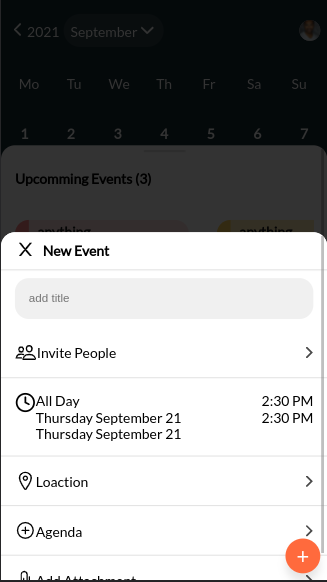 2021 September
Mo Tu We Th Fr Sa Su
1 2 3 4 5 6 7
Upcomming Events (3)
anything anything
New Event
add title
Invite People
All Day 2:30 PM
Thursday September 21 2:30 PM
Thursday September 21
Loaction
Agenda
Add Attachment